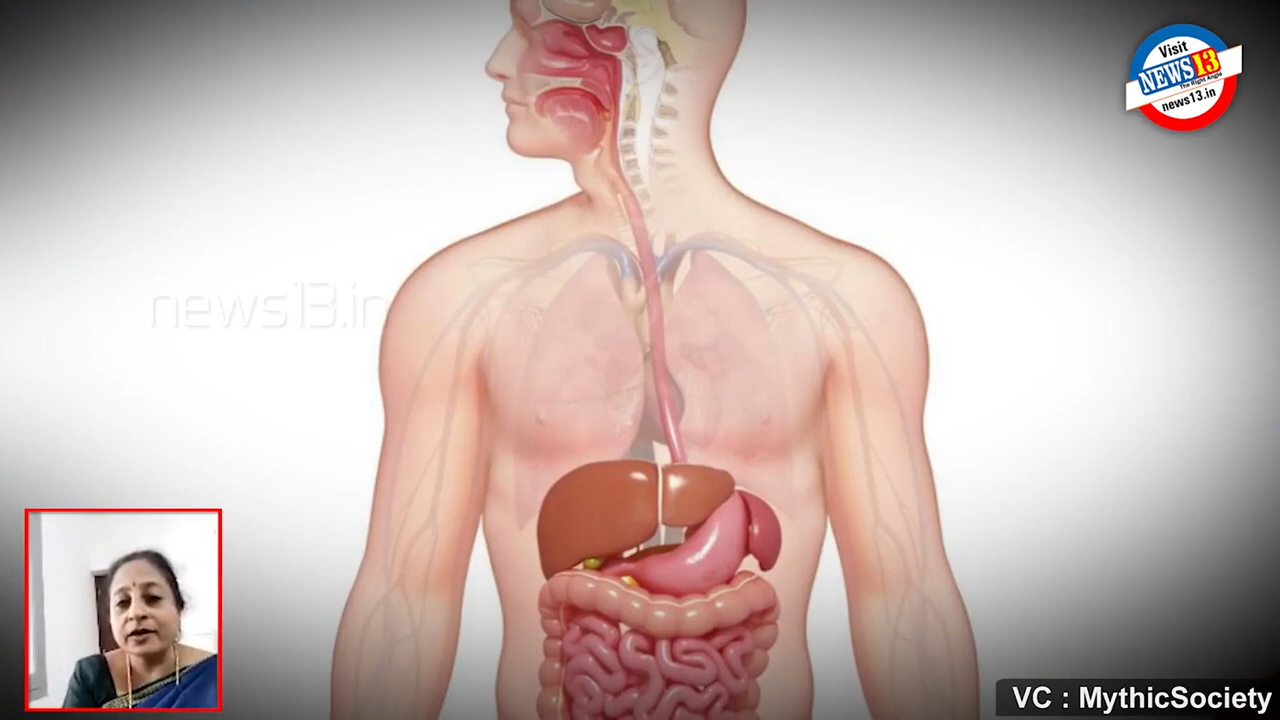 Visit
NEWS13
The Right Angle
news13.in
news13.in
VC : MythicSociety